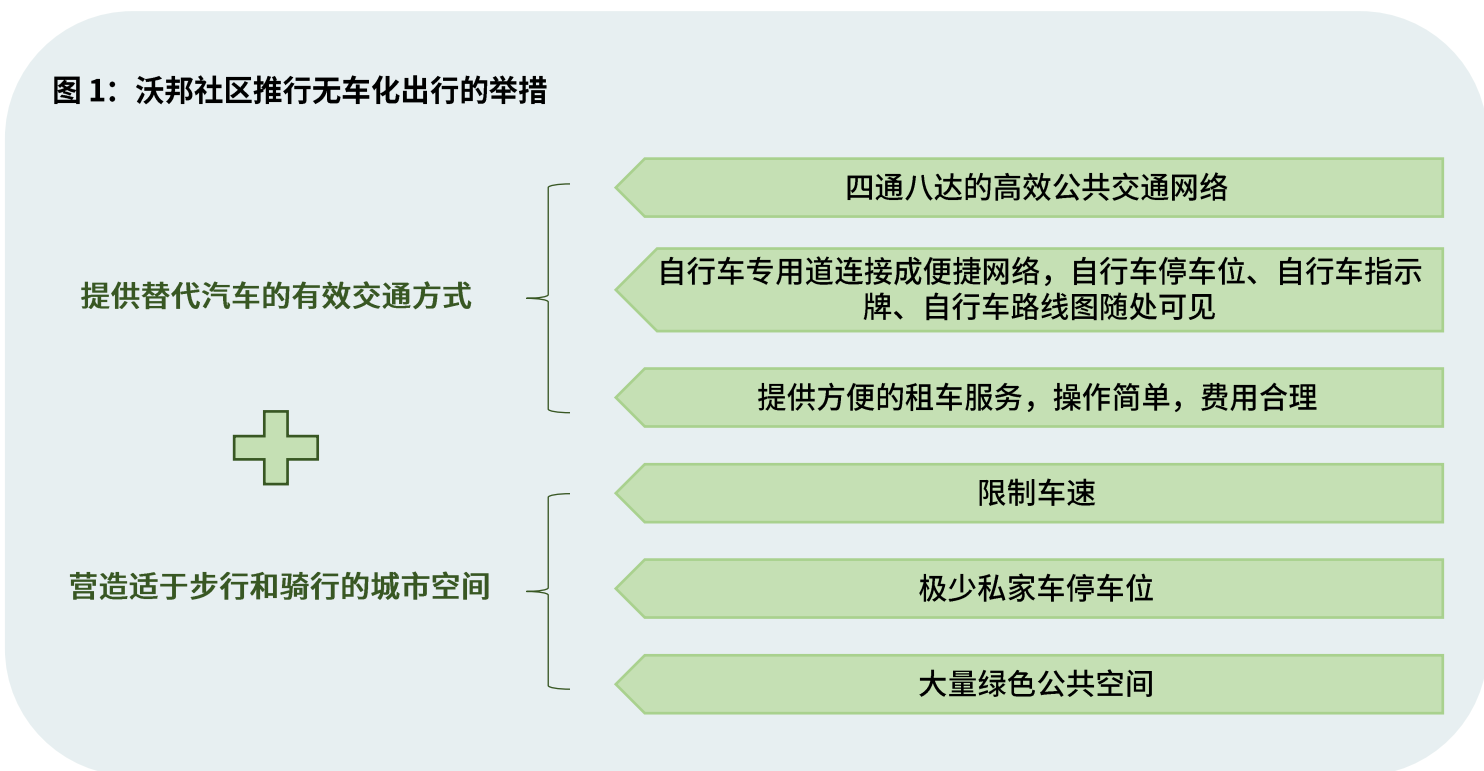 图 1：沃邦社区推行无车化出行的举措
提供替代汽车的有效交通方式
四通八达的高效公共交通网络
自行车专用道连接成便捷网络，自行车停车位、自行车指示
牌、自行车路线图随处可见
提供方便的租车服务，操作简单，费用合理
营造适于步行和骑行的城市空间
限制车速
极少私家车停车位
大量绿色公共空间